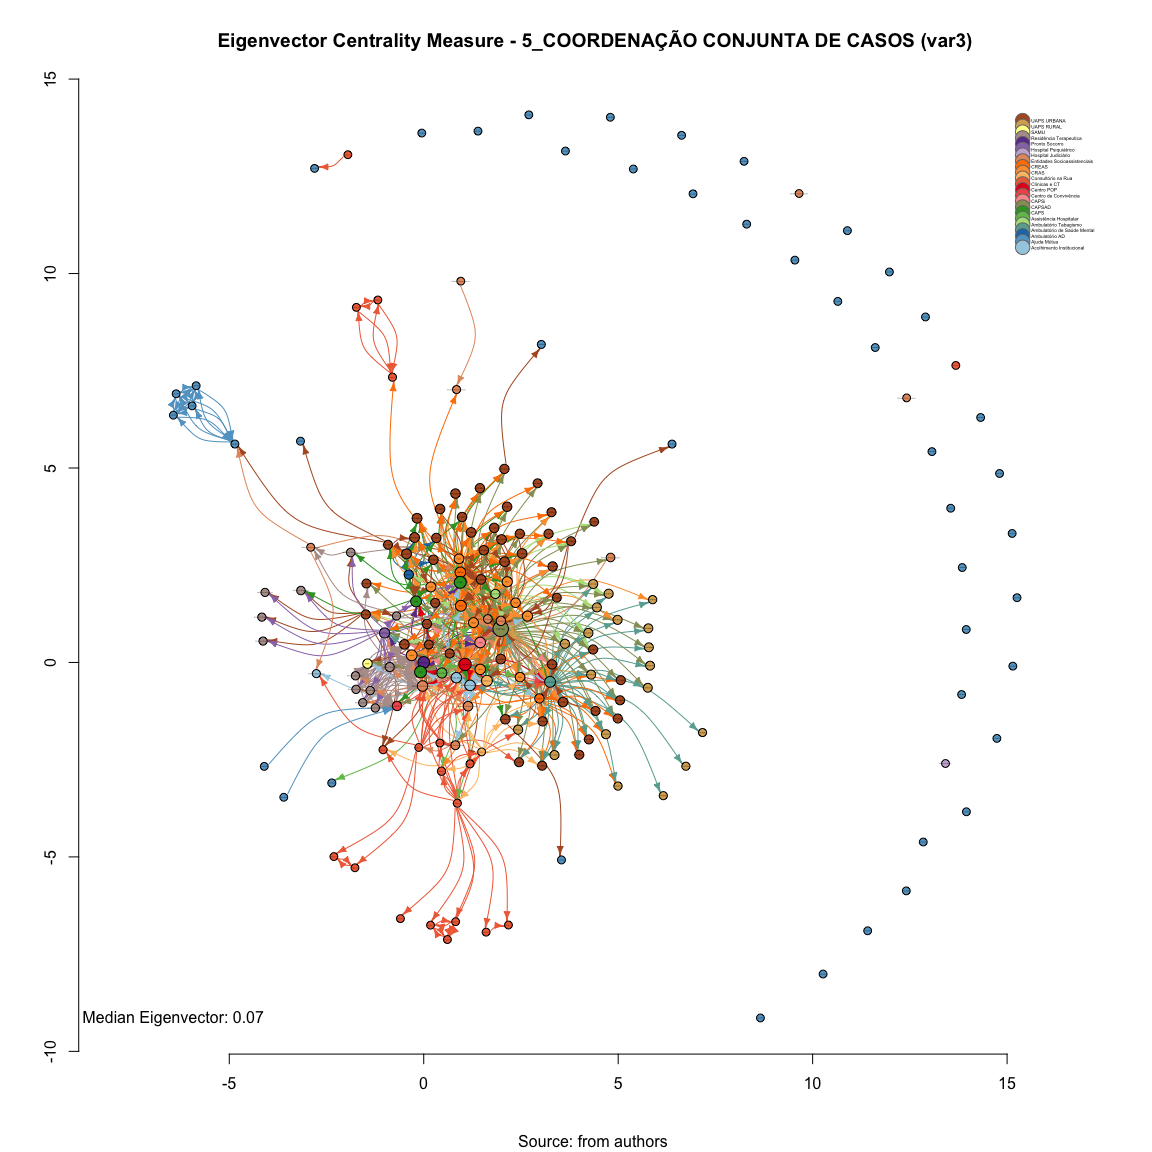 Eigenvector Centrality Measure - 5_COORDENAÇÃO CONJUNTA DE CASOS (var3)
15
10
5
0
-5
-10
UAPS URBANA
UAPS RURAL
SAMU
Residência Terapeutica
Pronto Socorro
Hospital Psiquiátrico
Hospital Judiciário
Entidades Socioassistenciais
CREAS
CRAS
Consultório na Rua
Clínicas e CT
Centro POP
Centro de Convivência
CAPSi
CAPSAD
CAPS
Assistência Hospitalar
Ambulatório Tabagismo
Ambulatório de Saúde Mental
Ambulatório AD
Ajuda Mútua
Acolhimento Institucional
Median Eigenvector: 0.07
-5
0
5
10
15
Source: from authors